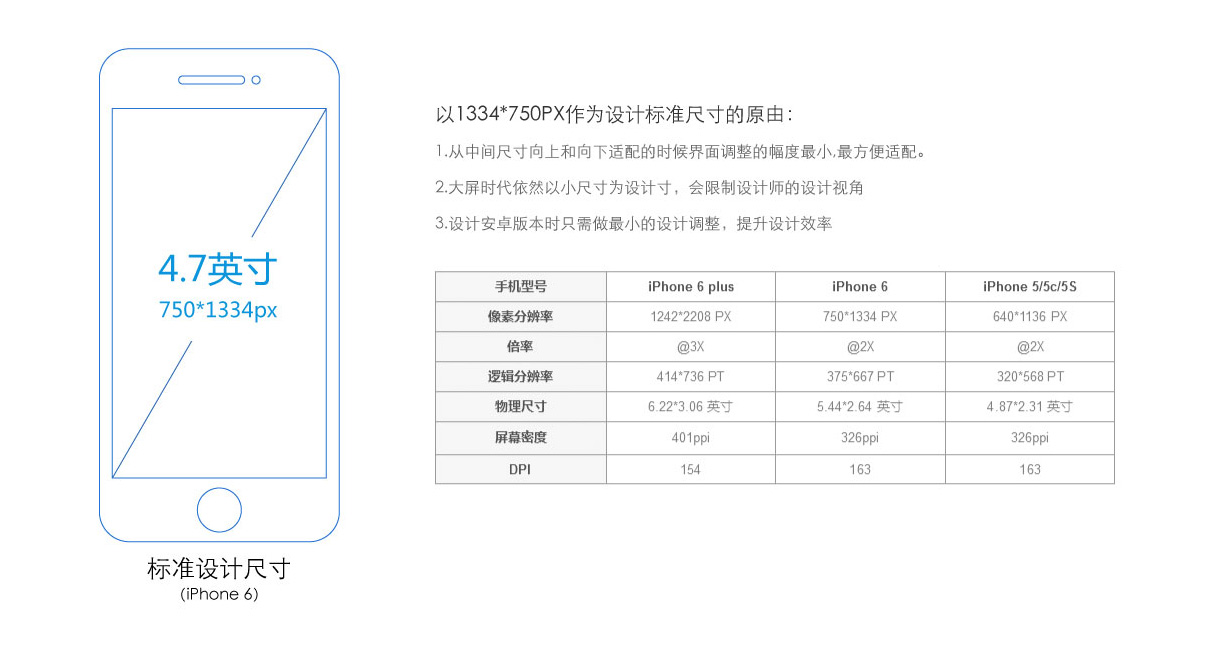 4.7英寸
750*1334px
标准设计尺寸
(iPhone 6)
以1334*750PX作为设计标准尺寸的原由：
1.从中间尺寸向上和向下适配的时候界面调整的幅度最小,最方便适配。
2.大屏时代依然以小尺寸为设计寸，会限制设计师的设计视角
3.设计安卓版本时只需做最小的设计调整，提升设计效率
手机型号 iPhone 6 plus iPhone 6 iPhone 5/5c/5S
像素分辨率 1242*2208 PX 750*1334 PX 640*1136 PX
倍率 @3X @2X @2X
逻辑分辨率 414*736 PT 375*667 PT 320*568 PT
物理尺寸 6.22*3.06 英寸 5.44*2.64 英寸 4.87*2.31 英寸
屏幕密度 401ppi 326ppi 326ppi
DPI 154 163 163